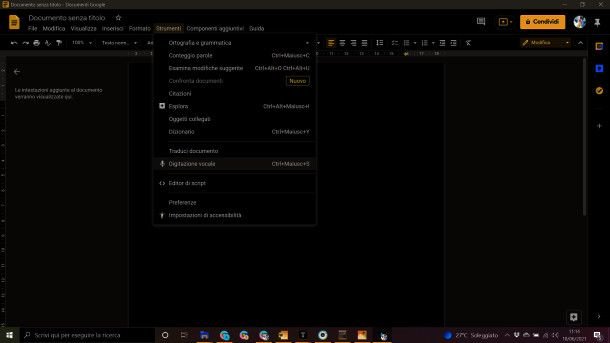 Documento senza titolo - Documenti Google
Documento senza titolo
File Modifica Visualizza Inserisci Formato Strumenti Componenti aggiuntivi Guida
Condividi
80% Testo norm... Modifica
Ortografia e grammatica
Conteggio parole Ctrl+Maiusc+C
Esamina modifiche suggerite Ctrl+Alt+O Ctrl+Alt+U
Confronta documenti Nuovo
Citazioni
Esplora Ctrl+Alt+Maiusc+I
Oggetti collegati
Dizionario Ctrl+Maiusc+Y
Traduci documento
Digitazione vocale Ctrl+Maiusc+S
Editor di script
Preferenze
Impostazioni di accessibilità
Le intestazioni aggiunte al documento
verranno visualizzate qui.
Scrivi qui per eseguire la ricerca
27°C Soleggiato
11:16
18/06/2021